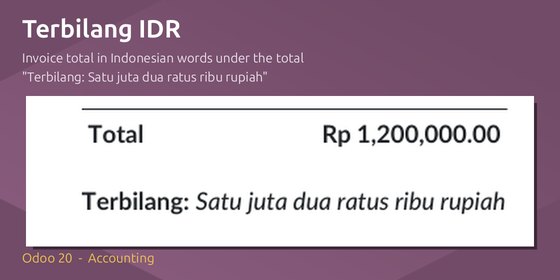 Terbilang IDR
Invoice total in Indonesian words under the total
"Terbilang: Satu juta dua ratus ribu rupiah"
Total Rp 1,200,000.00
Terbilang: Satu juta dua ratus ribu rupiah
Odoo 20 - Accounting